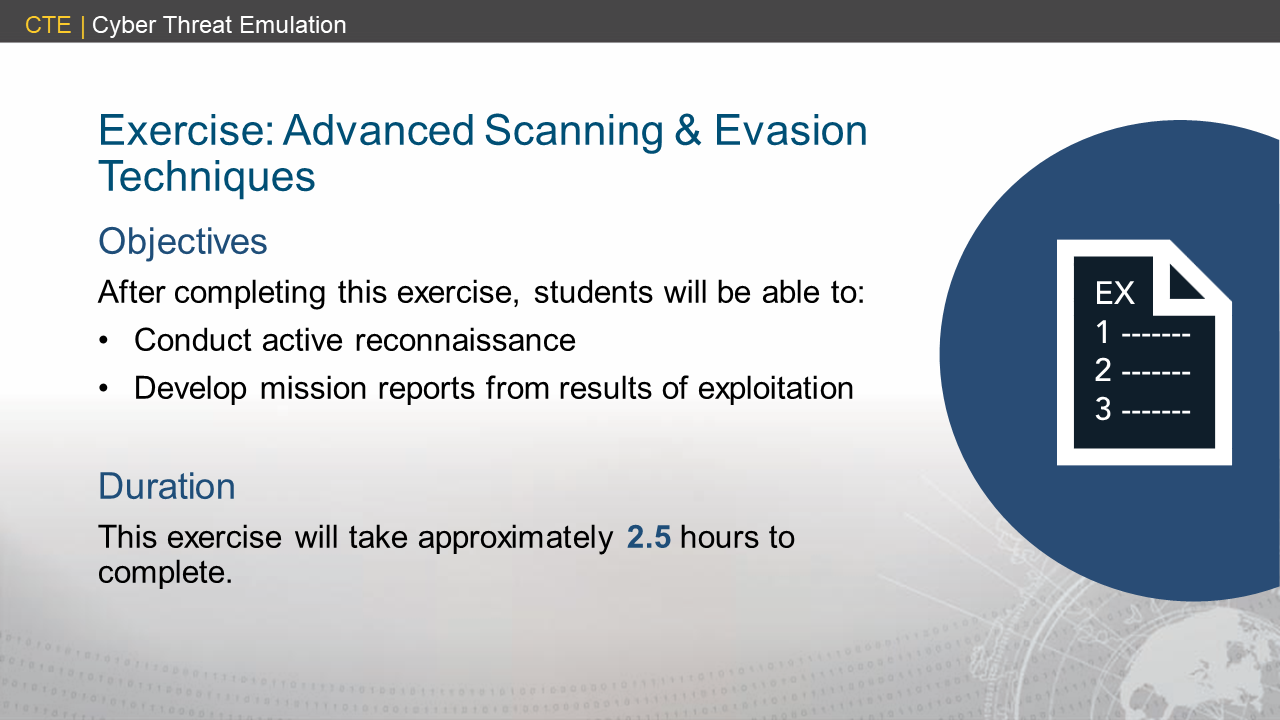 CTE | Cyber Threat Emulation
Exercise: Advanced Scanning & Evasion
Techniques
Objectives
After completing this exercise, students will be able to:
• Conduct active reconnaissance
• Develop mission reports from results of exploitation
Duration
This exercise will take approximately 2.5 hours to
complete.
EX
1 -------
2 -------
3 -------